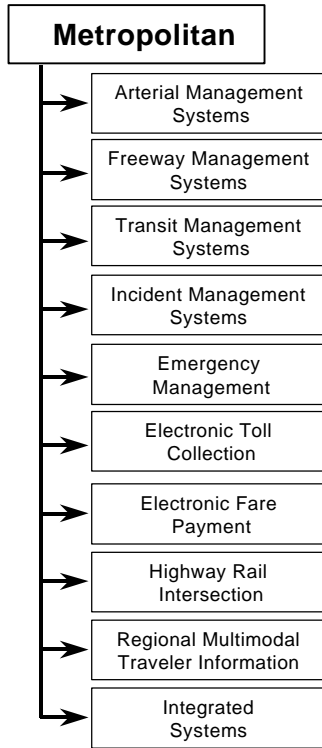 Metropolitan
Arterial Management
Systems
Freeway Management
Systems
Transit Management
Systems
Incident Management
Systems
Emergency
Management
Electronic Toll
Collection
Electronic Fare
Payment
Highway Rail
Intersection
Regional Multimodal
Traveler Information
Integrated
Systems